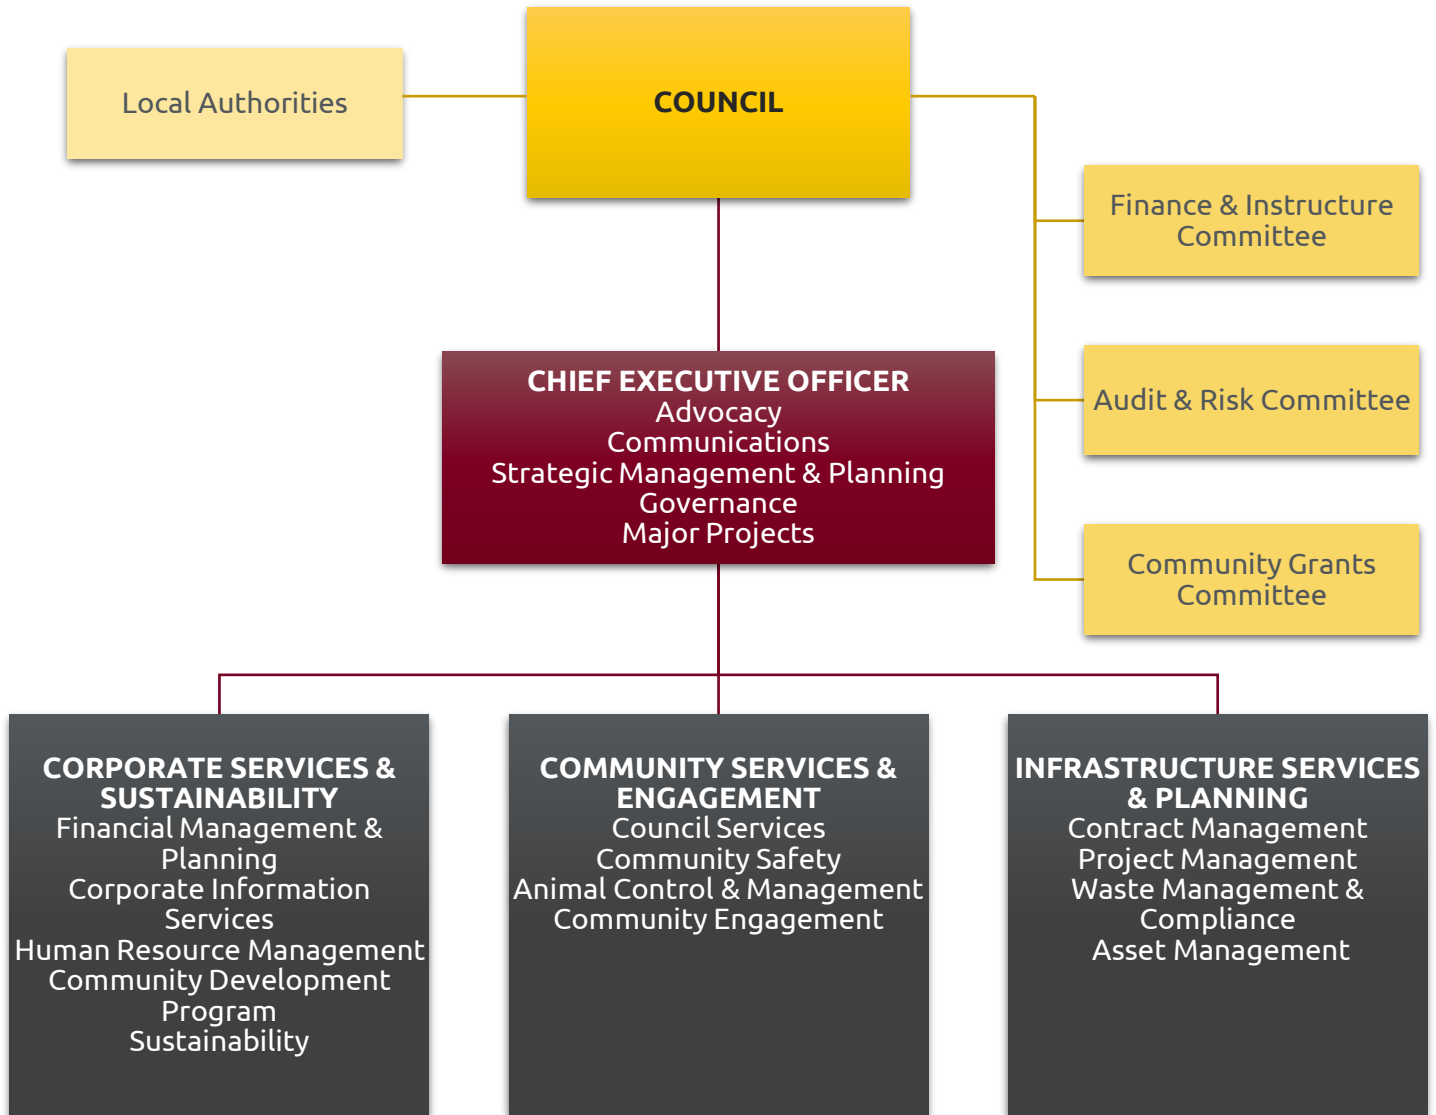 Local Authorities
COUNCIL
Finance & Instructure
Committee
Audit & Risk Committee
Community Grants
Committee
CHIEF EXECUTIVE OFFICER
Advocacy
Communications
Strategic Management & Planning
Governance
Major Projects
CORPORATE SERVICES &
SUSTAINABILITY
Financial Management &
Planning
Corporate Information
Services
Human Resource Management
Community Development
Program
Sustainability
COMMUNITY SERVICES &
ENGAGEMENT
Council Services
Community Safety
Animal Control & Management
Community Engagement
INFRASTRUCTURE SERVICES
& PLANNING
Contract Management
Project Management
Waste Management &
Compliance
Asset Management